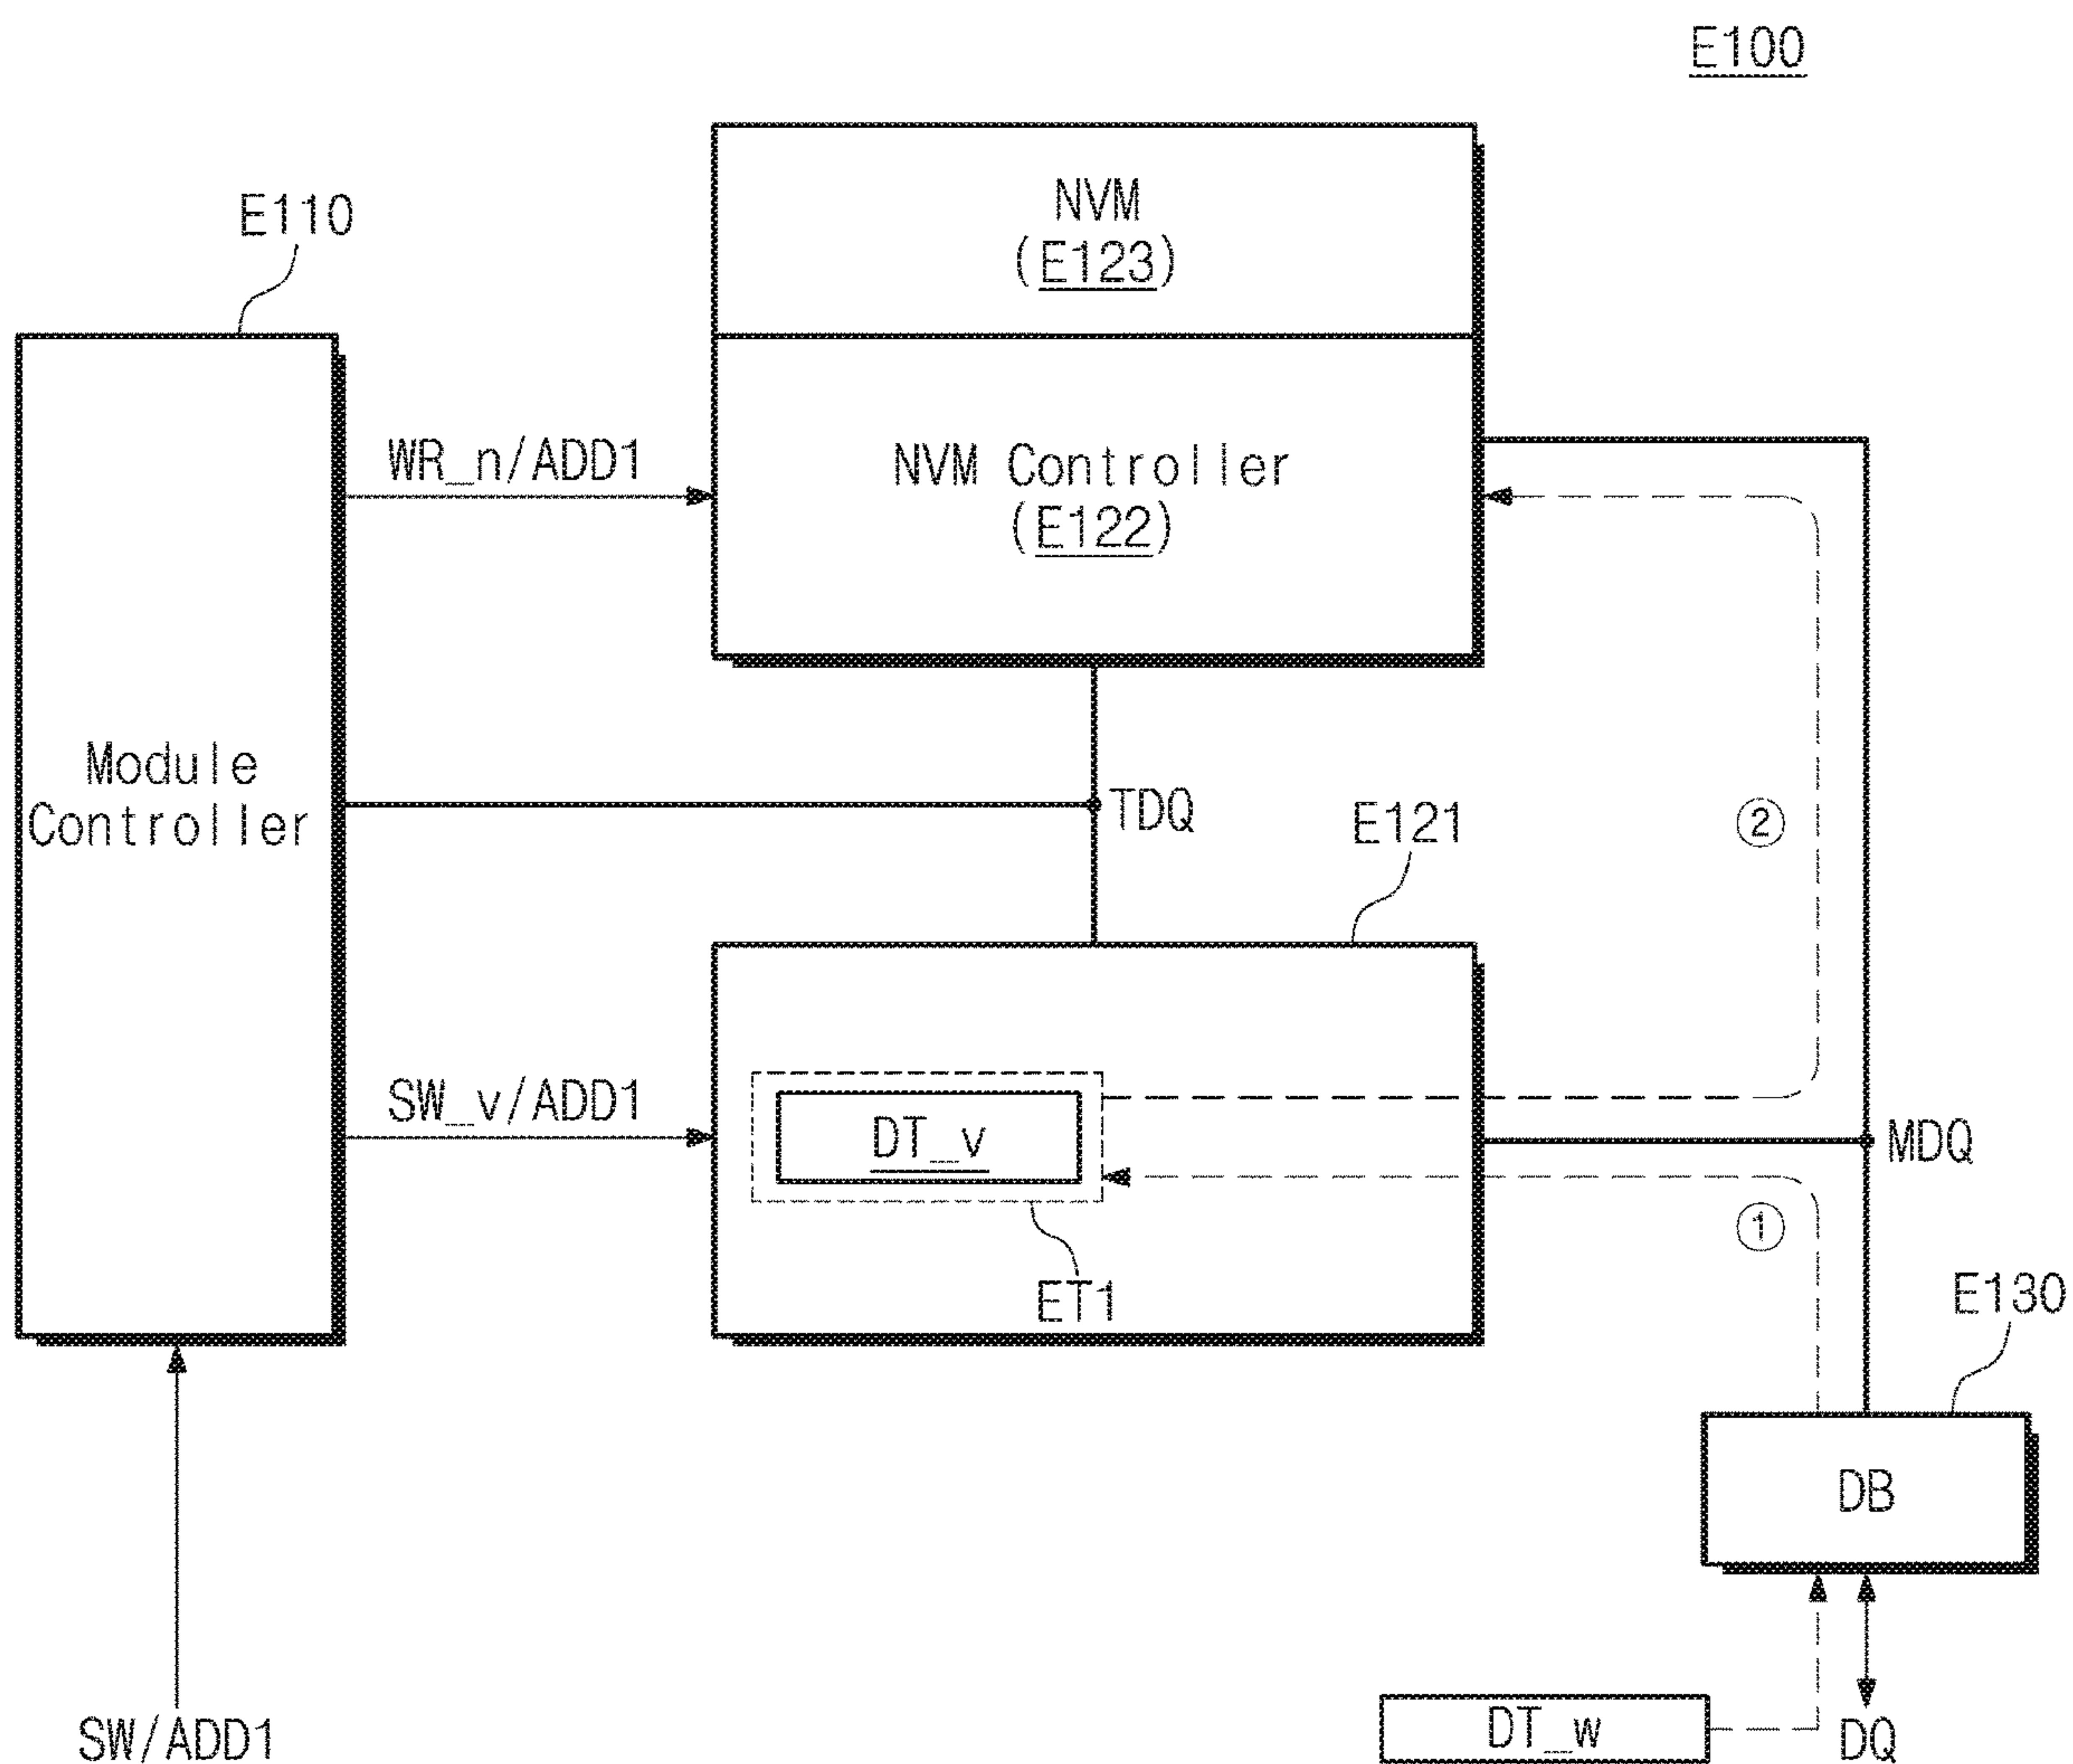 E100
E110
NVM
(E123)
WR_n/ADD1
NVM Controller
(E122)
Module
Controller
TDQ
E121
②
SW_v/ADD1
DT_v
MDQ
①
ET1
E130
DB
SW/ADD1
DT_w
DQ